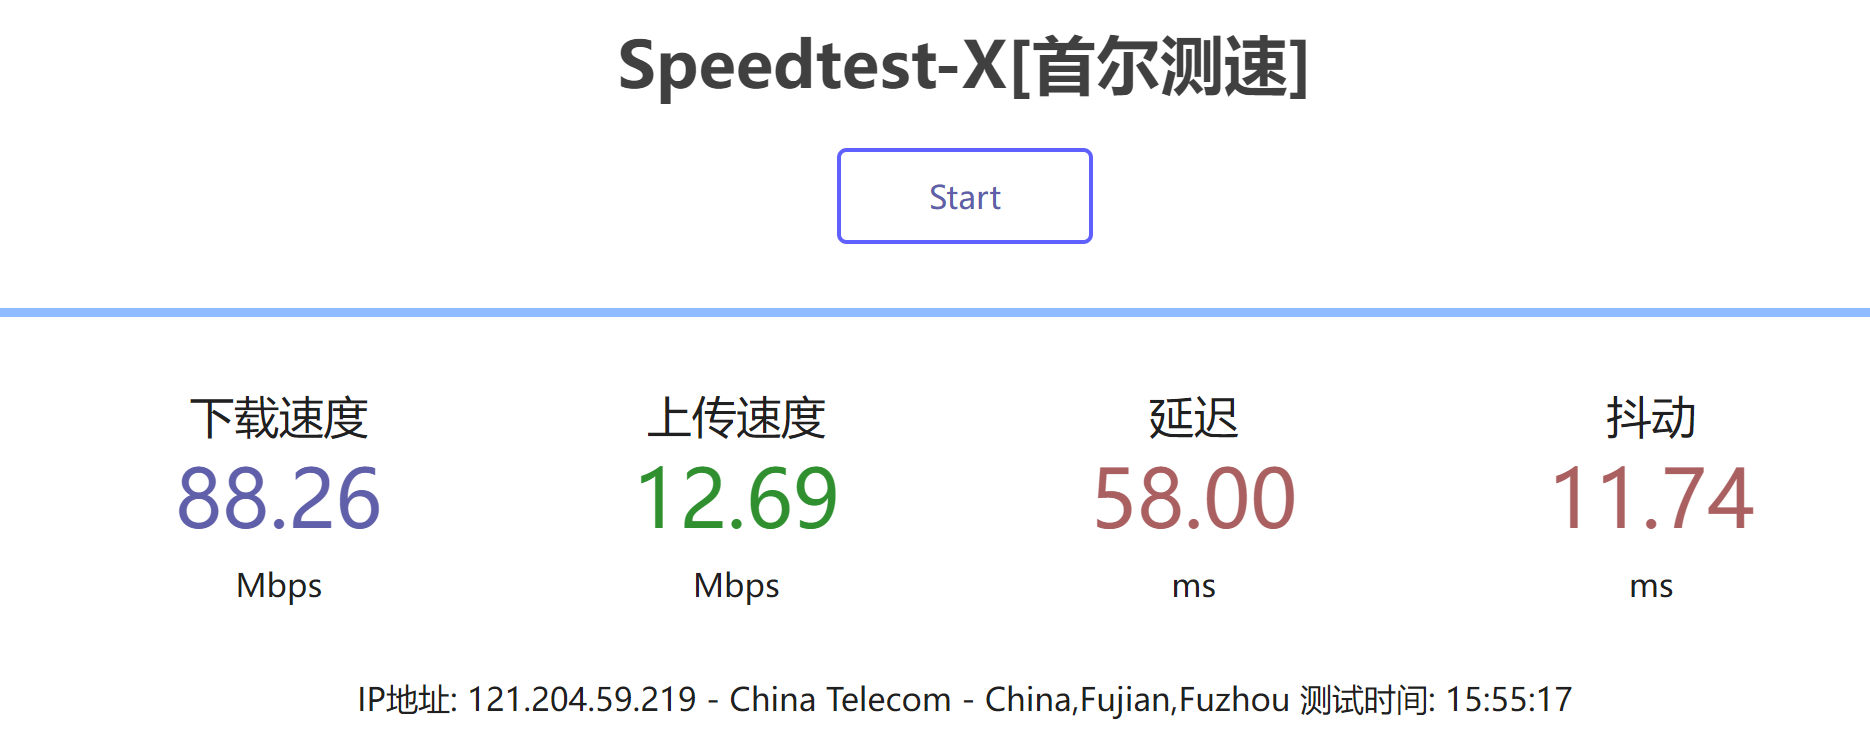 Speedtest-X[首尔测速]
Start
下载速度 上传速度 延迟 抖动
88.26 12.69 58.00 11.74
Mbps Mbps ms ms
IP地址: 121.204.59.219 - China Telecom - China,Fujian,Fuzhou 测试时间: 15:55:17